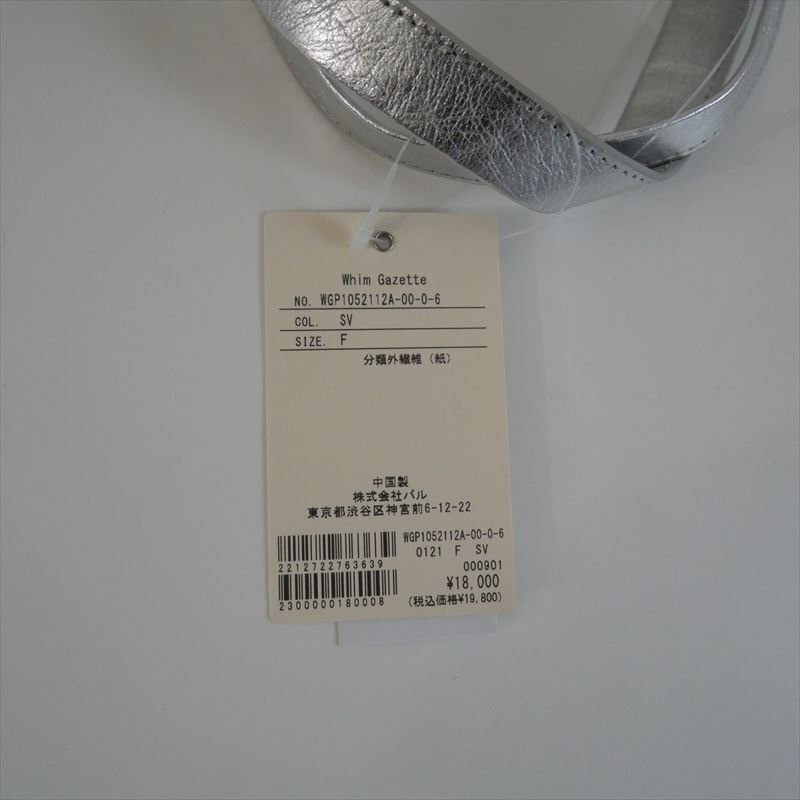 Whim Gazette
NO. WGP1052112A-00-0-6
COL. SV
SIZE. F
分類外繊維（紙）
中国製
株式会社パル
東京都渋谷区神宮前6-12-22
WGP1052112A-00-0-6
0121 F SV
2212722763639
000901
¥18,000
2300000180008
(税込価格¥19,800)